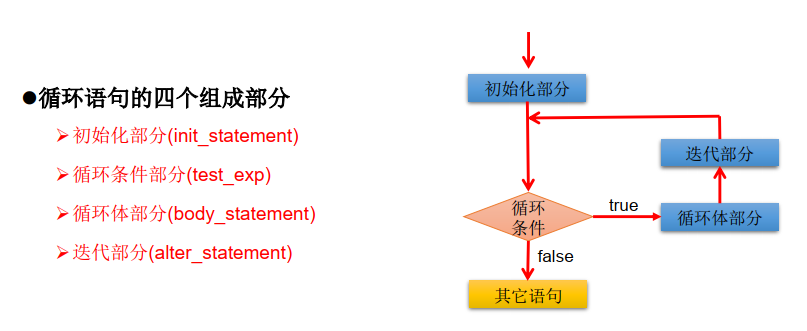 ●循环语句的四个组成部分
➢初始化部分(init_statement)
➢循环条件部分(test_exp)
➢循环体部分(body_statement)
➢迭代部分(alter_statement)
初始化部分
迭代部分
循环
条件
true
循环体部分
false
其它语句